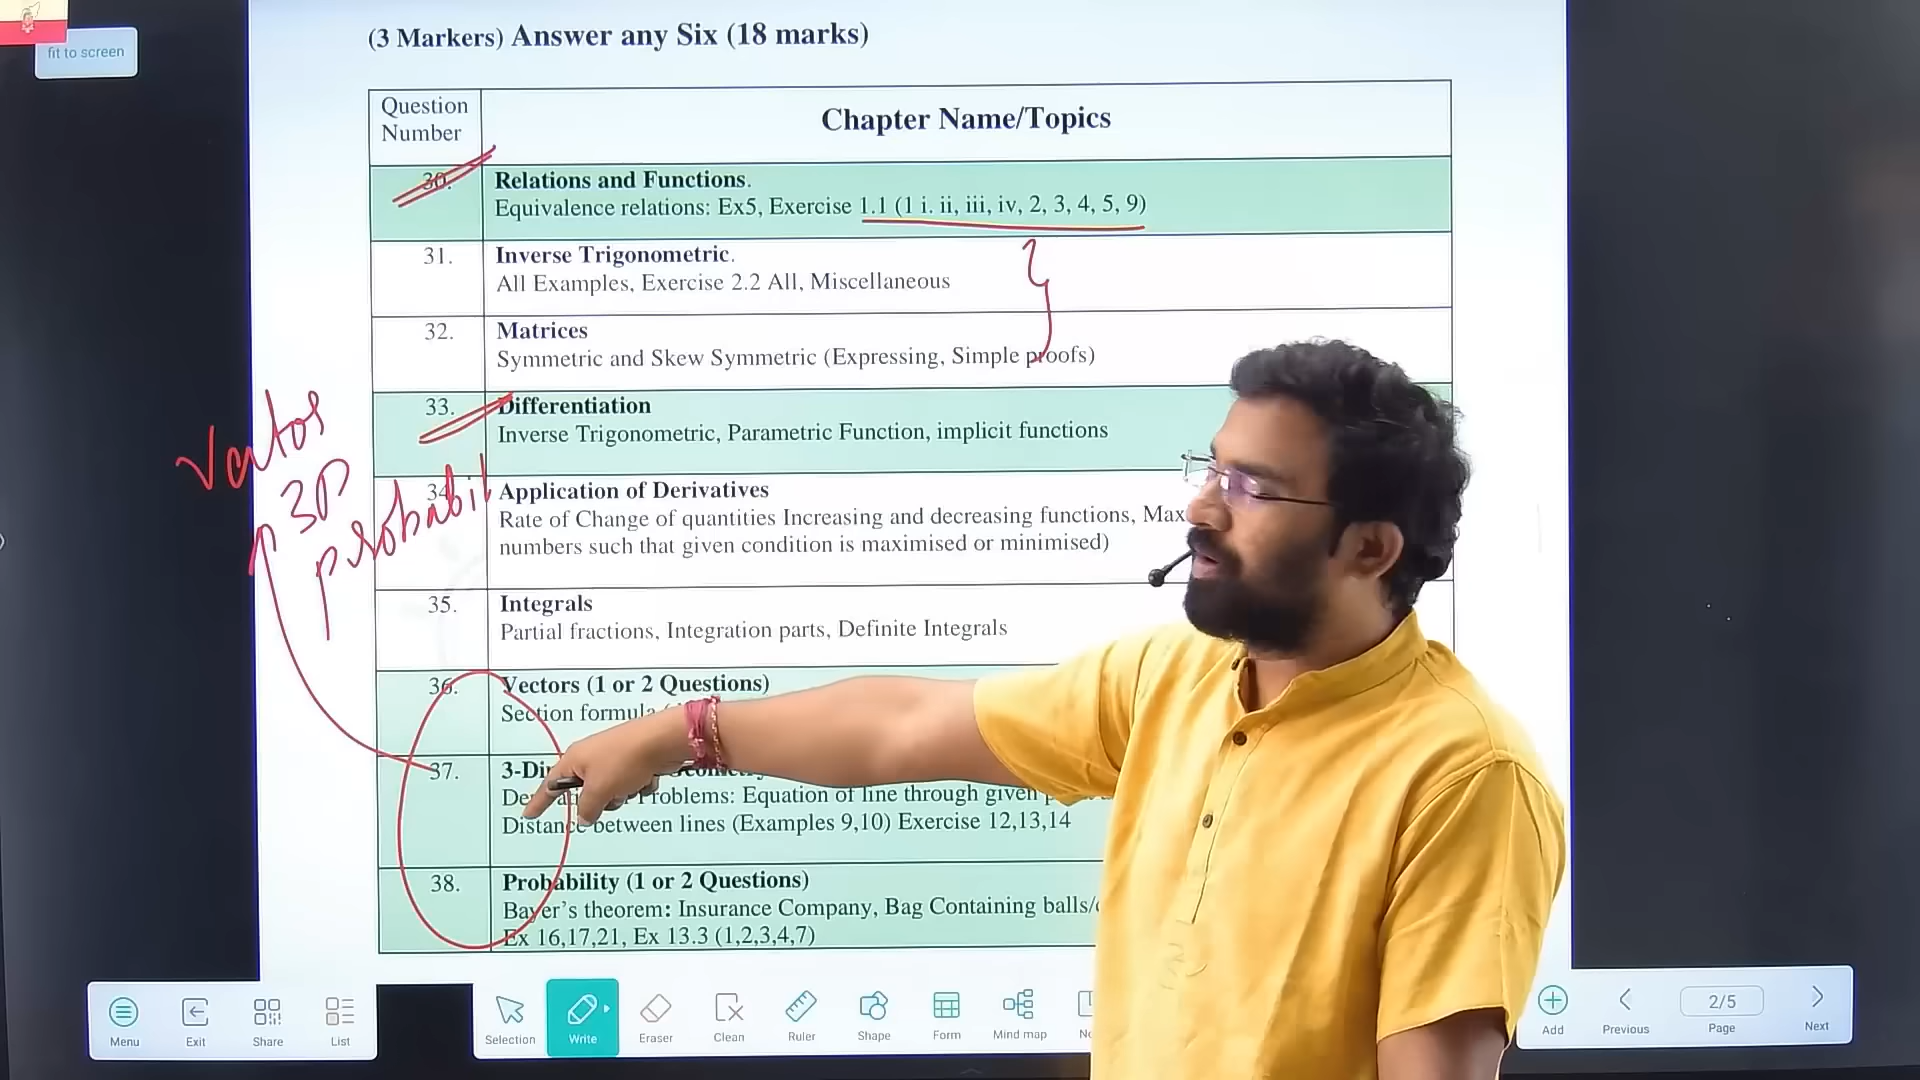 fit to screen
(3 Markers) Answer any Six (18 marks)
Question
Number
Chapter Name/Topics
30.
Relations and Functions.
Equivalence relations: Ex5, Exercise 1.1 (1 i. ii, iii, iv, 2, 3, 4, 5, 9)
31.
Inverse Trigonometric.
All Examples, Exercise 2.2 All, Miscellaneous
32.
Matrices
Symmetric and Skew Symmetric (Expressing, Simple proofs)
33.
Differentiation
Inverse Trigonometric, Parametric Function, implicit functions
34
Application of Derivatives
Rate of Change of quantities Increasing and decreasing functions, Max
numbers such that given condition is maximised or minimised)
35.
Integrals
Partial fractions, Integration parts, Definite Integrals
36.
Vectors (1 or 2 Questions)
Section formula
37.
3-Di
Problems: Equation of line through given
Distance between lines (Examples 9,10) Exercise 12,13,14
38.
Probability (1 or 2 Questions)
Bayer’s theorem: Insurance Company, Bag Containing balls/
Ex 16,17,21, Ex 13.3 (1,2,3,4,7)
3D
probabit
Menu
Exit
Share
List
Selection
Write
Eraser
Clean
Ruler
Shape
Form
Mind map
Add
Previous
2/5
Page
Next